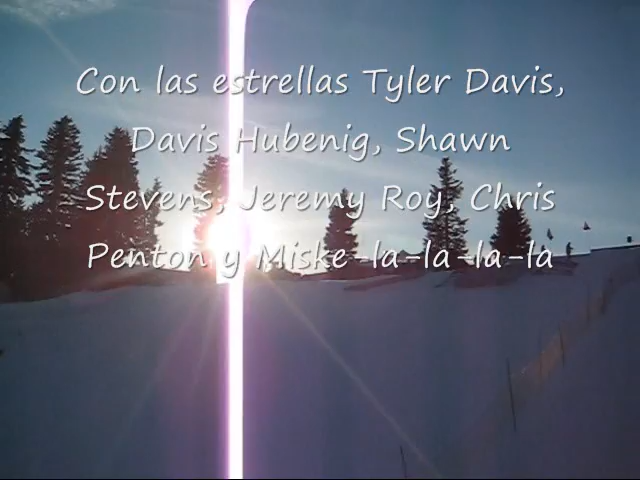 Con las estrellas Tyler Davis,
Davis Hubenig, Shawn
Stevens, Jeremy Roy, Chris
Penton y Miske-la-la-la-la